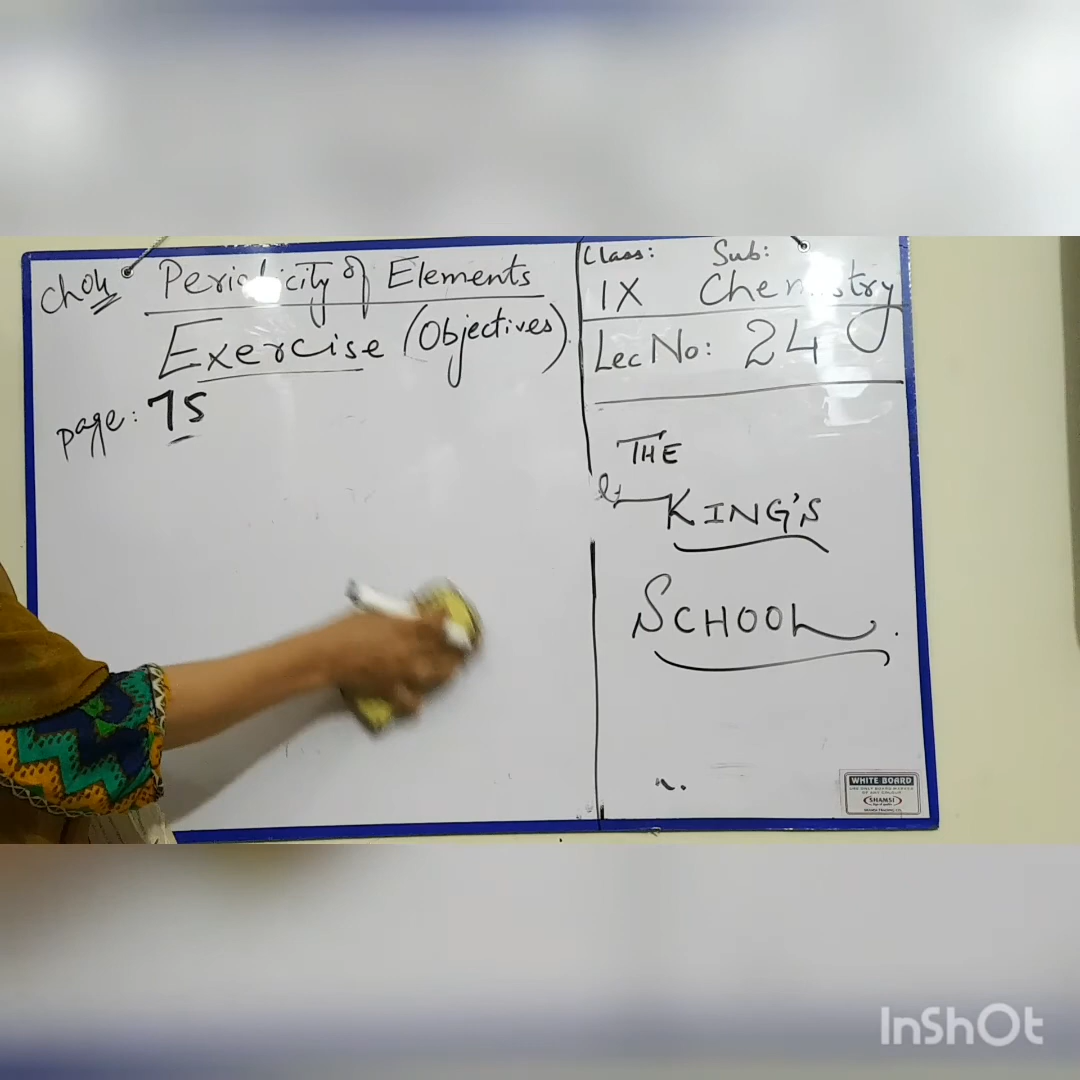 Ch04 Periodicity of Elements
Exercise (Objectives)
page: 75
Class: Sub:
IX Chemistry
Lec No: 24
THE
KING'S
SCHOOL
WHITE BOARD
SHAMSI
InShOt